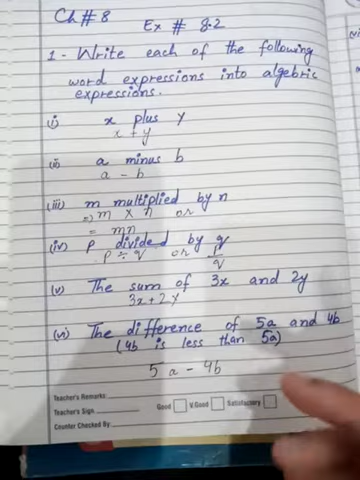 Ch # 8
Ex # 8.2
1 - Write each of the following
word expressions into algebric
expressions.
(i) x plus y
x + y
(ii) a minus b
a - b
(iii) m multiplied by n
=) m × n or
= mn
(iv) p divided by q
p ÷ q or p/q
(v) The sum of 3x and 2y
3x + 2y
(vi) The difference of 5a and 4b
(4b is less than 5a)
5a - 4b
Teacher's Remarks:
Teacher's Sign. Good V.Good Satisfactory
Counter Checked By